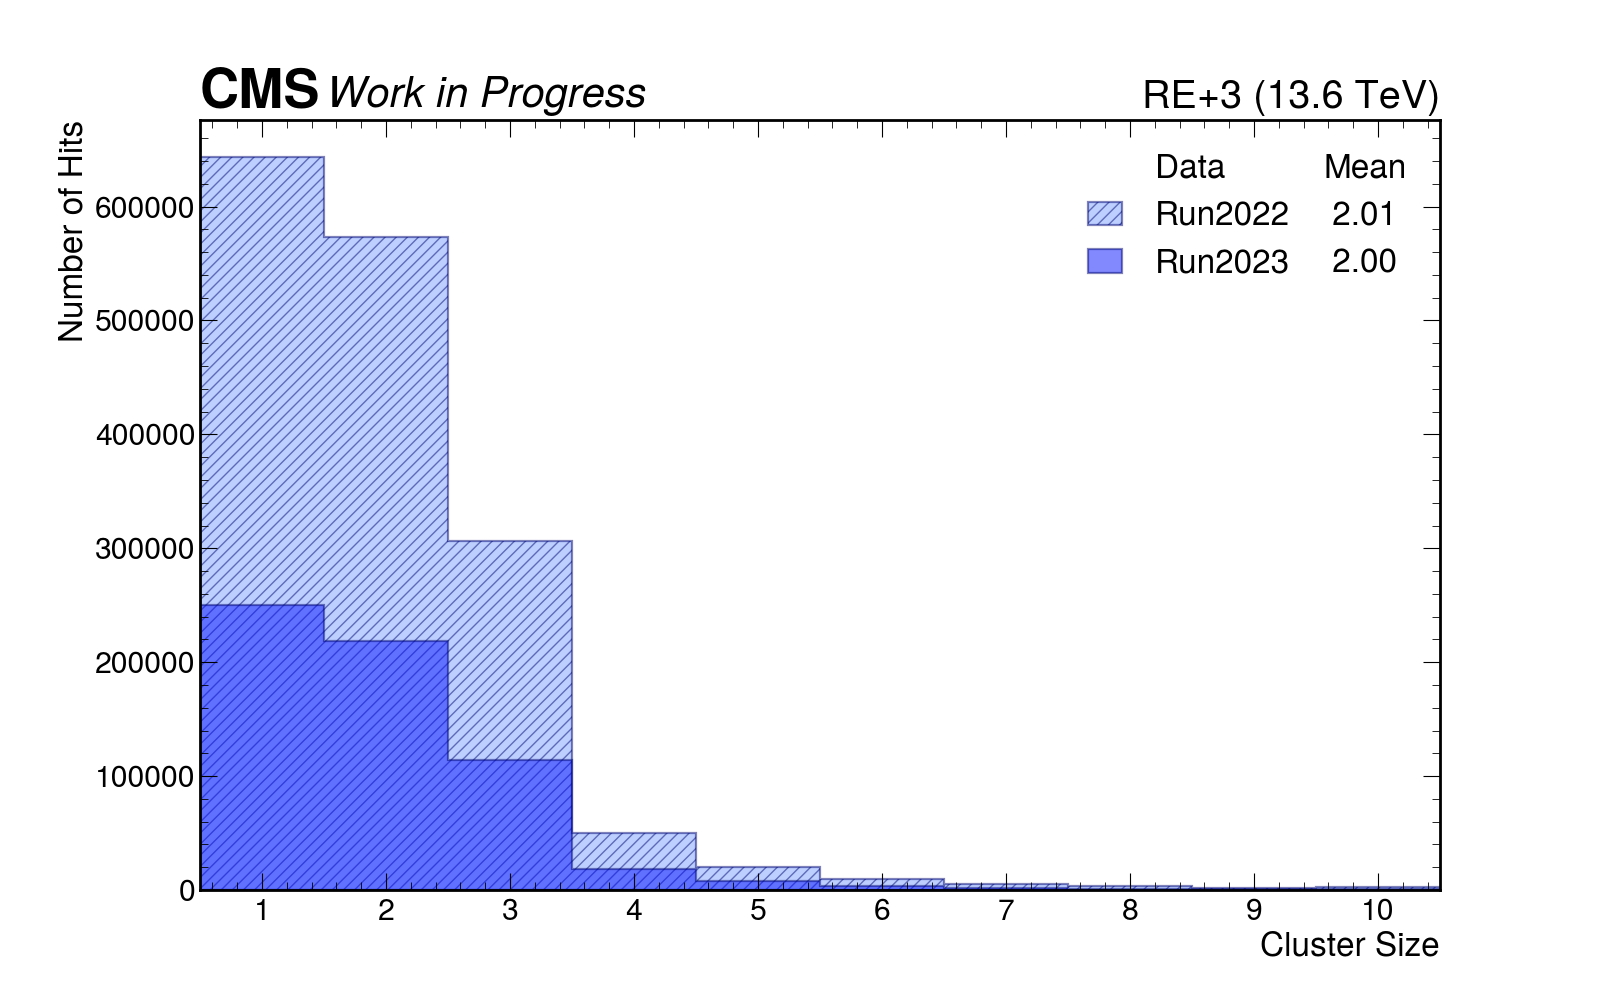 CMS Work in Progress
RE+3 (13.6 TeV)
Number of Hits
Data Mean
Run2022 2.01
Run2023 2.00
600000
500000
400000
300000
200000
100000
0
1 2 3 4 5 6 7 8 9 10
Cluster Size